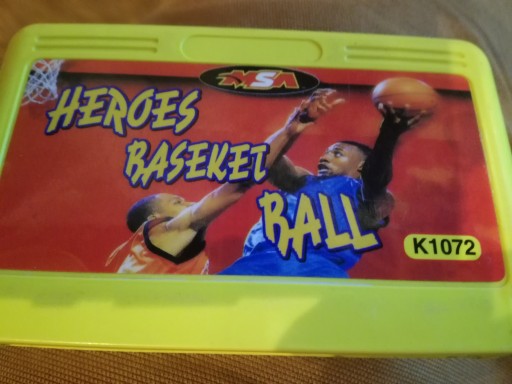 MSA
HEROES
BASEKET
BALL
K1072